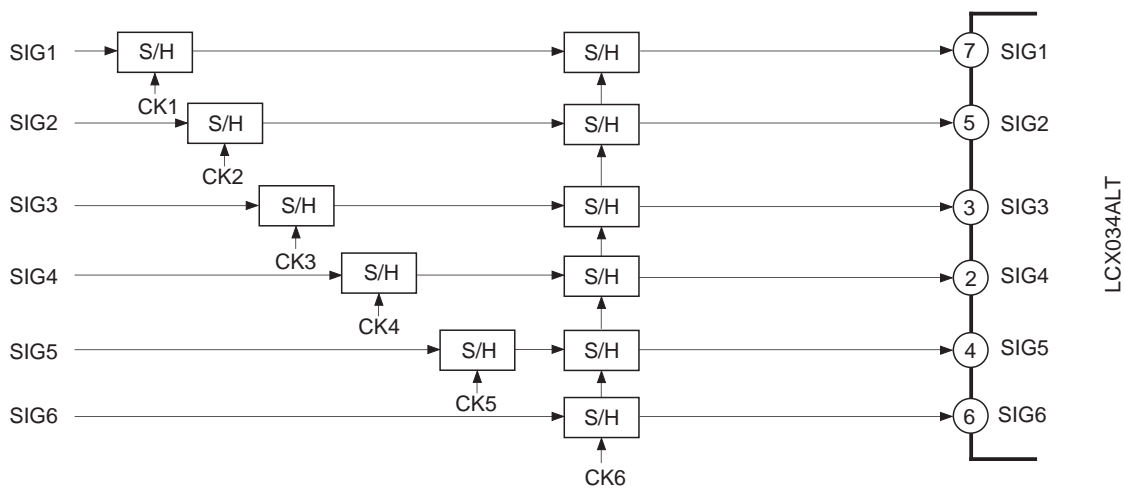 SIG1 S/H S/H 7 SIG1
CK1
SIG2 S/H S/H 5 SIG2
CK2
SIG3 S/H S/H 3 SIG3
CK3
SIG4 S/H S/H 2 SIG4
CK4
SIG5 S/H S/H 4 SIG5
CK5
SIG6 S/H 6 SIG6
CK6
LCX034ALT